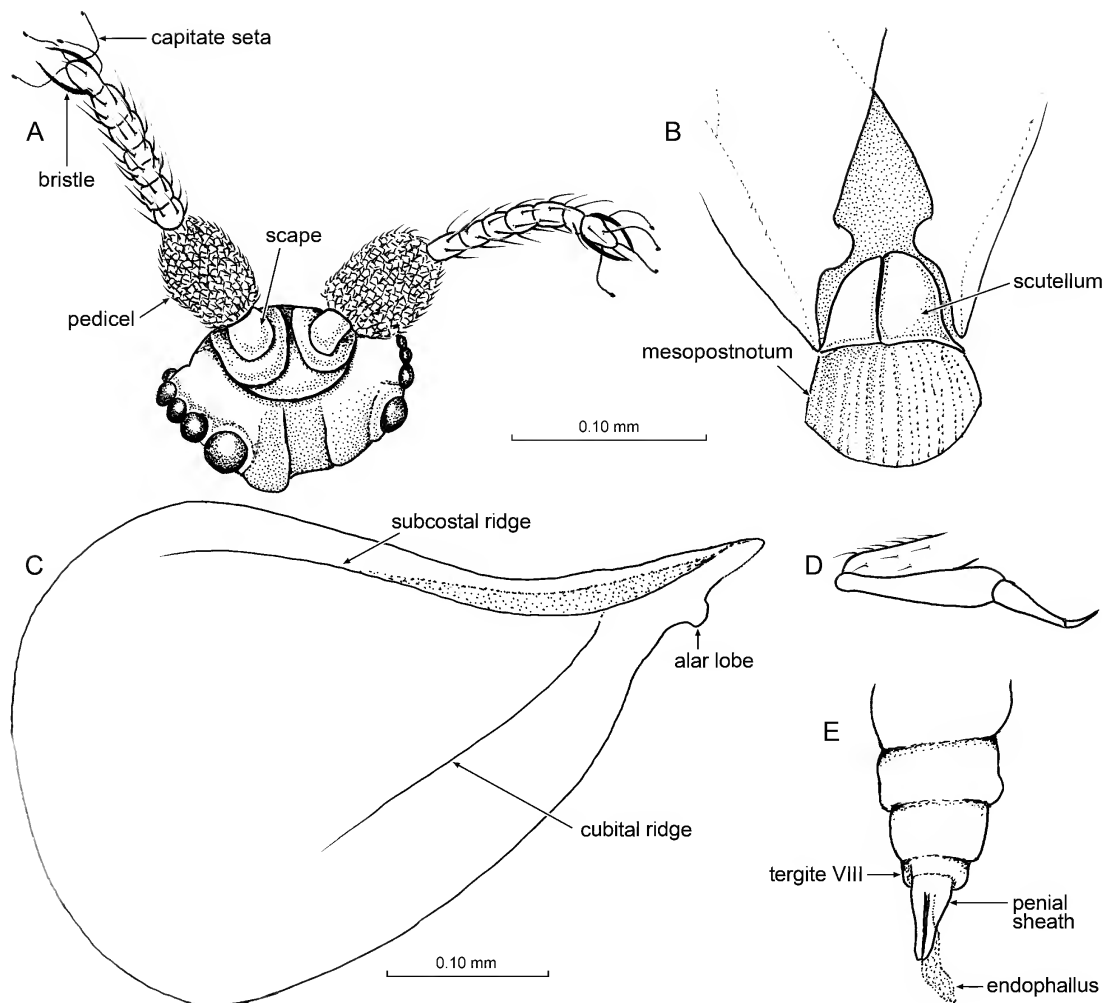 A
capitate seta
bristle
scape
pedicel
B
scutellum
mesopostnotum
0.10 mm
C
subcostal ridge
alar lobe
cubital ridge
0.10 mm
D
E
tergite VIII
penial
sheath
endophallus